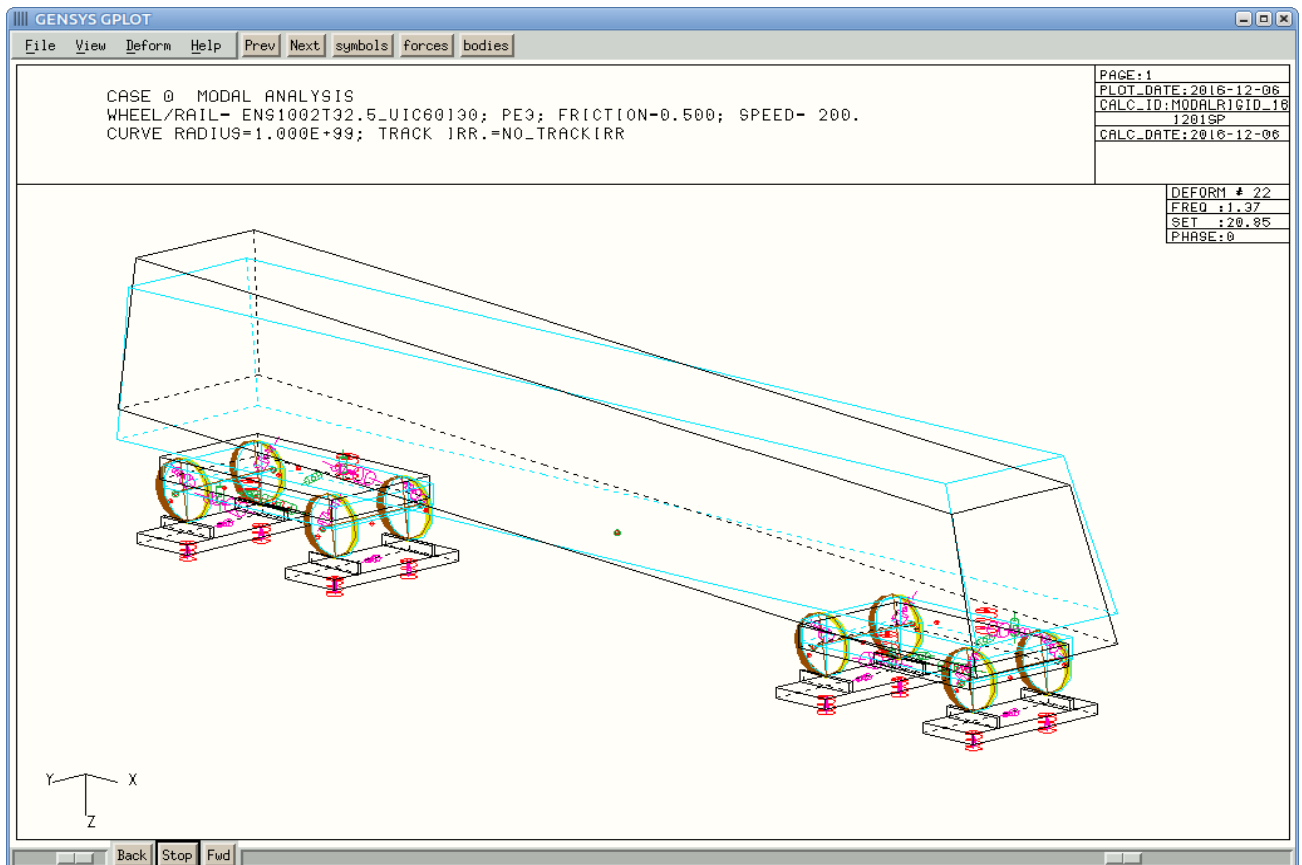 GENSYS GPLOT
File View Deform Help Prev Next symbols forces bodies
CASE 0 MODAL ANALYSIS
WHEEL/RAIL- ENS1002T32.5_UIC60I30; PE3; FRICTION-0.500; SPEED- 200.
CURVE RADIUS=1.000E+99; TRACK IRR.=NO_TRACKIRR
PAGE:1
PLOT_DATE:2016-12-06
CALC_ID:MODALRIGID_16
1201SP
CALC_DATE:2016-12-06
DEFORM # 22
FREQ :1.37
SET :20.85
PHASE:0
Y X
Z
Back Stop Fwd